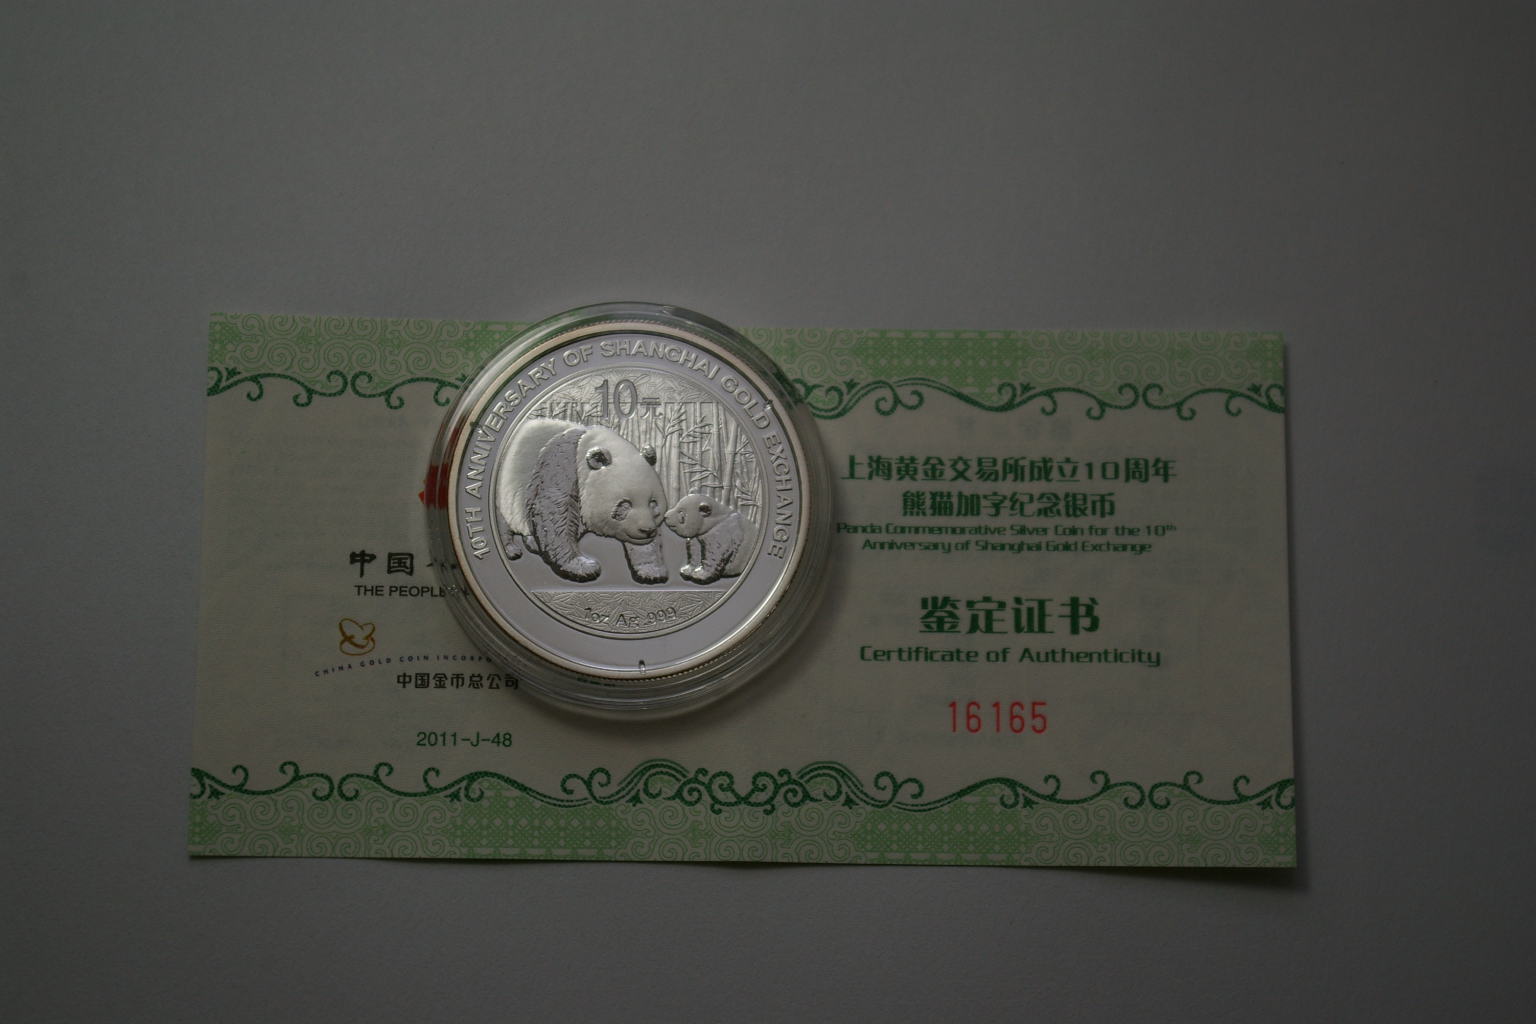 10TH ANNIVERSARY OF SHANGHAI GOLD EXCHANGE
10元
1oz Ag .999
中国
THE PEOPLE
CHINA GOLD COIN
中国金币总公司
2011-J-48
上海黄金交易所成立10周年
熊猫加字纪念银币
Panda Commemorative Silver Coin for the 10th
Anniversary of Shanghai Gold Exchange
鉴定证书
Certificate of Authenticity
16165